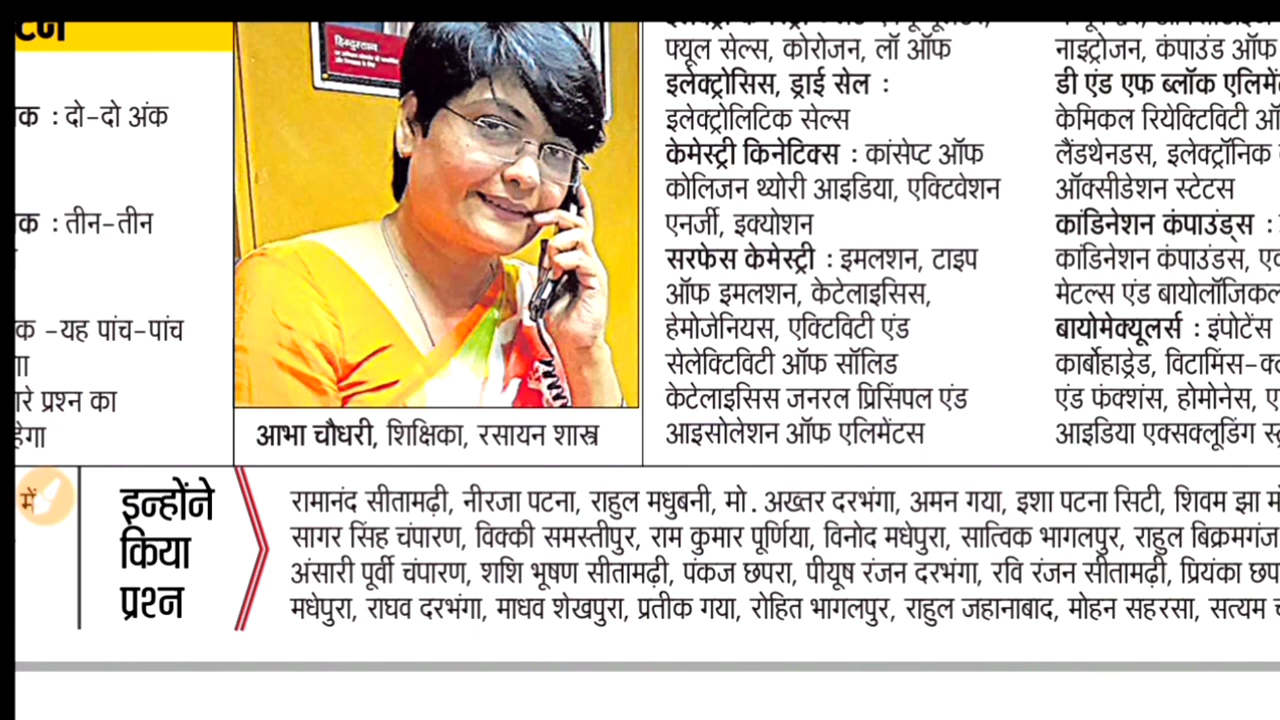 क : दो-दो अंक
क : तीन-तीन
क -यह पांच-पांच
गा
रे प्रश्न का
हेगा
हिन्दुस्तान
आभा चौधरी, शिक्षिका, रसायन शास्त्र
फ्यूल सेल्स, कोरोजन, लॉ ऑफ
इलेक्ट्रोसिस, ड्राई सेल :
इलेक्ट्रोलिटिक सेल्स
केमेस्ट्री किनेटिक्स : कांसेप्ट ऑफ
कोलिजन थ्योरी आइडिया, एक्टिवेशन
एनर्जी, इक्योशन
सरफेस केमेस्ट्री : इमलशन, टाइप
ऑफ इमलशन, केटेलाइसिस,
हेमोजेनियस, एक्टिविटी एंड
सेलेक्टिविटी ऑफ सॉलिड
केटेलाइसिस जनरल प्रिसिंपल एंड
आइसोलेशन ऑफ एलिमेंटस
नाइट्रोजन, कंपाउंड ऑफ
डी एंड एफ ब्लॉक एलिमें
केमिकल रियेक्टिविटी ऑ
लैंडथेनडस, इलेक्ट्रॉनिक
ऑक्सीडेशन स्टेटस
कांडिनेशन कंपाउंड्स :
कांडिनेशन कंपाउंडस, ए
मेटल्स एंड बायोलॉजिकल
बायोमेक्यूलर्स : इंपोटेंस
कार्बोहाड्रेड, विटामिंस-क्
एंड फंक्शंस, होमोनेस, ए
आइडिया एक्सक्लूडिंग स्
में
इन्होंने
किया
प्रश्न
रामानंद सीतामढ़ी, नीरजा पटना, राहुल मधुबनी, मो. अख्तर दरभंगा, अमन गया, इशा पटना सिटी, शिवम झा
सागर सिंह चंपारण, विक्की समस्तीपुर, राम कुमार पूर्णिया, विनोद मधेपुरा, सात्विक भागलपुर, राहुल बिक्रमगंज
अंसारी पूर्वी चंपारण, शशि भूषण सीतामढ़ी, पंकज छपरा, पीयूष रंजन दरभंगा, रवि रंजन सीतामढ़ी, प्रियंका छप
मधेपुरा, राघव दरभंगा, माधव शेखपुरा, प्रतीक गया, रोहित भागलपुर, राहुल जहानाबाद, मोहन सहरसा, सत्यम